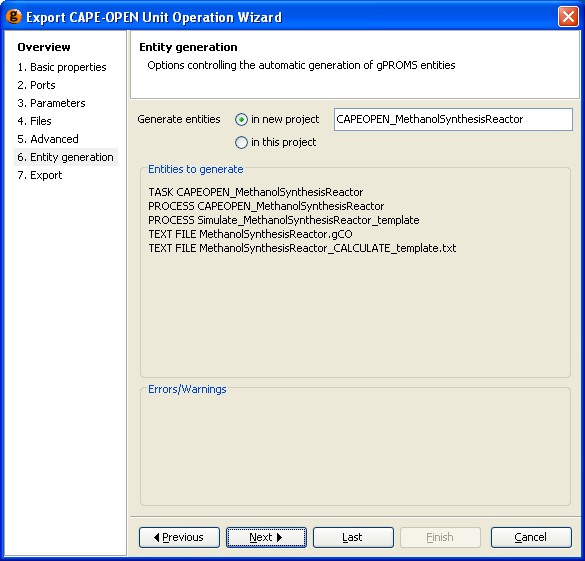 g Export CAPE-OPEN Unit Operation Wizard
Overview
1. Basic properties
2. Ports
3. Parameters
4. Files
5. Advanced
6. Entity generation
7. Export
Entity generation
Options controlling the automatic generation of gPROMS entities
Generate entities in new project CAPEOPEN_MethanolSynthesisReactor
in this project
Entities to generate
TASK CAPEOPEN_MethanolSynthesisReactor
PROCESS CAPEOPEN_MethanolSynthesisReactor
PROCESS Simulate_MethanolSynthesisReactor_template
TEXT FILE MethanolSynthesisReactor.gCO
TEXT FILE MethanolSynthesisReactor_CALCULATE_template.txt
Errors/Warnings
Previous Next Last Finish Cancel